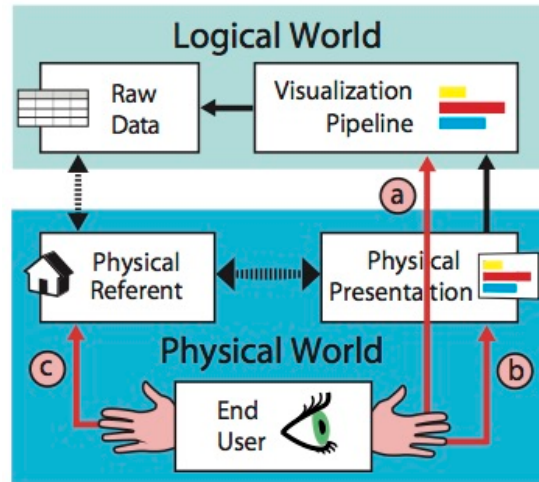 Logical World
Raw
Data
Visualization
Pipeline
a
Physical
Referent
Physical
Presentation
c
Physical World
b
End
User